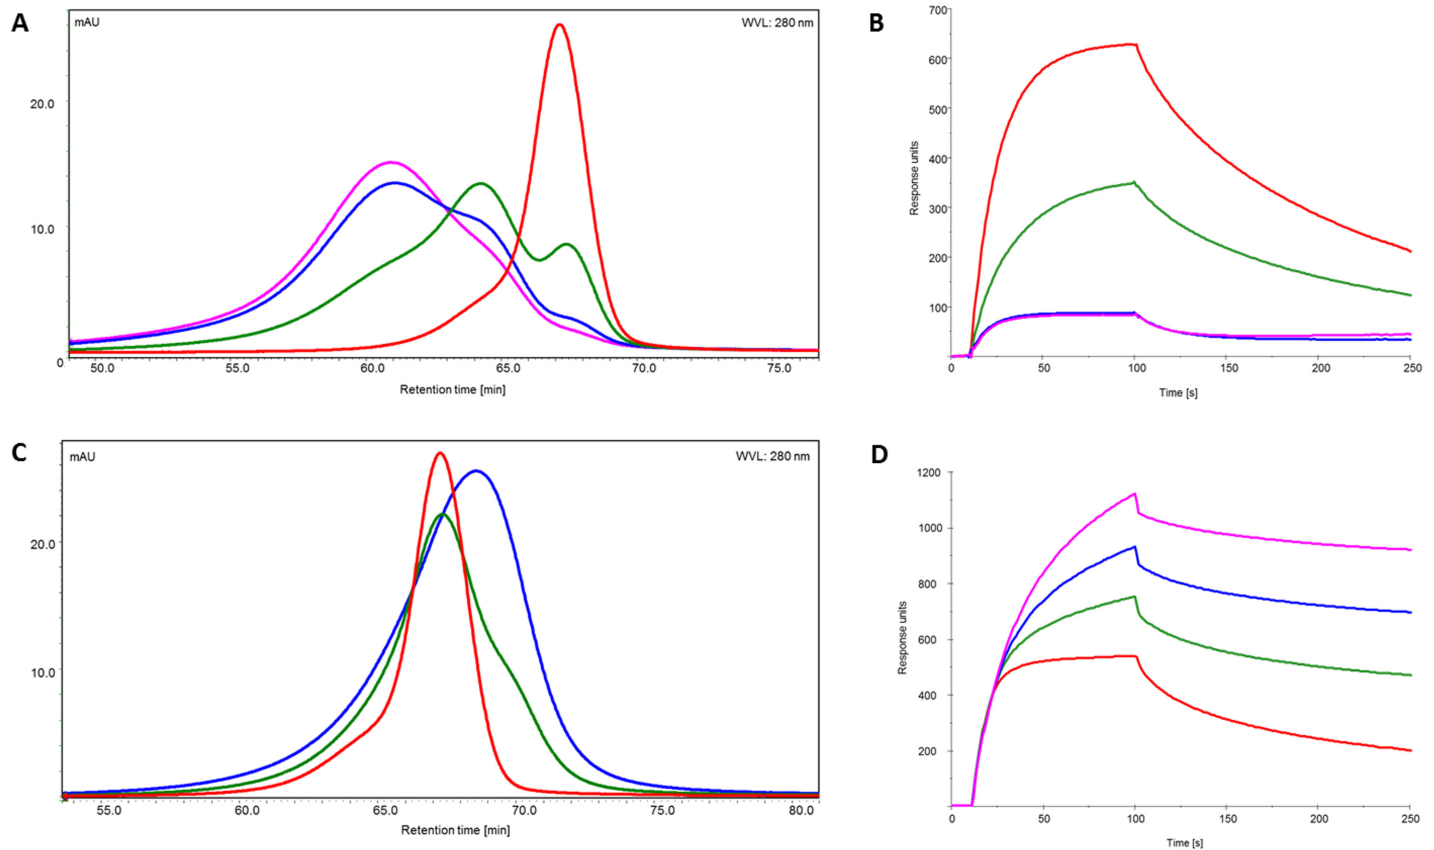 A
mAU
WVL: 280 nm
20.0
10.0
0
50.0 55.0 60.0 65.0 70.0 75.0
Retention time [min]
B
700
600
500
400
300
200
100
0 50 100 150 200 250
Response units
Time [s]
C
mAU
WVL: 280 nm
20.0
10.0
55.0 60.0 65.0 70.0 75.0 80.0
Retention time [min]
D
1200
1000
800
600
400
200
0 50 100 150 200 250
Response units
Time [s]